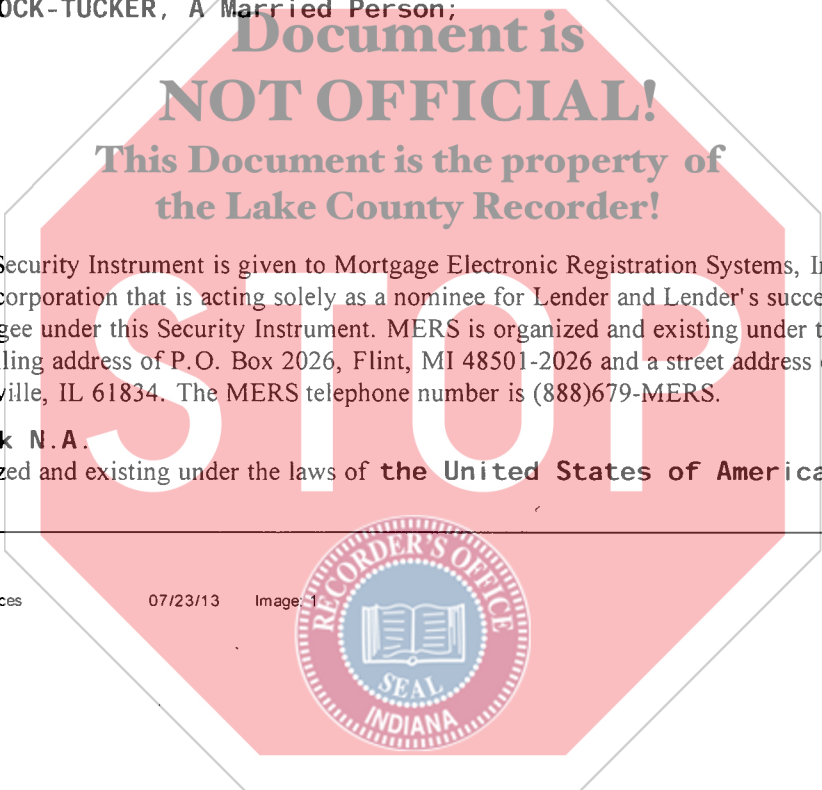 OCK-TUCKER, A Married Person;
Document is
NOT OFFICIAL!
This Document is the property of
the Lake County Recorder!
Security Instrument is given to Mortgage Electronic Registration Systems, I
corporation that is acting solely as a nominee for Lender and Lender's succe
gee under this Security Instrument. MERS is organized and existing under t
ling address of P.O. Box 2026, Flint, MI 48501-2026 and a street address
ville, IL 61834. The MERS telephone number is (888)679-MERS.
k N.A.
zed and existing under the laws of the United States of America
STOP
ces 07/23/13 Image: 1
RECORDER'S OFFICE
SEAL
INDIANA